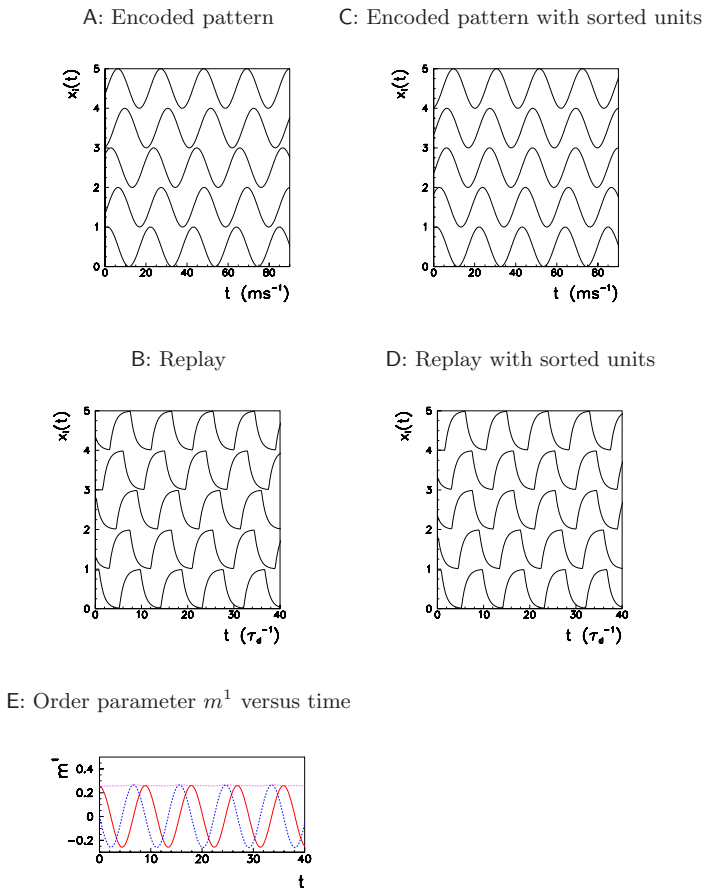 A: Encoded pattern
C: Encoded pattern with sorted units
xᵢ(t)
5
4
3
2
1
0
0 20 40 60 80
t (ms⁻¹)
xᵢ(t)
5
4
3
2
1
0
0 20 40 60 80
t (ms⁻¹)
B: Replay
D: Replay with sorted units
xᵢ(t)
5
4
3
2
1
0
0 10 20 30 40
t (τ_d⁻¹)
xᵢ(t)
5
4
3
2
1
0
0 10 20 30 40
t (τ_d⁻¹)
E: Order parameter m¹ versus time
m¹
0.4
0.2
0
−0.2
0 10 20 30 40
t